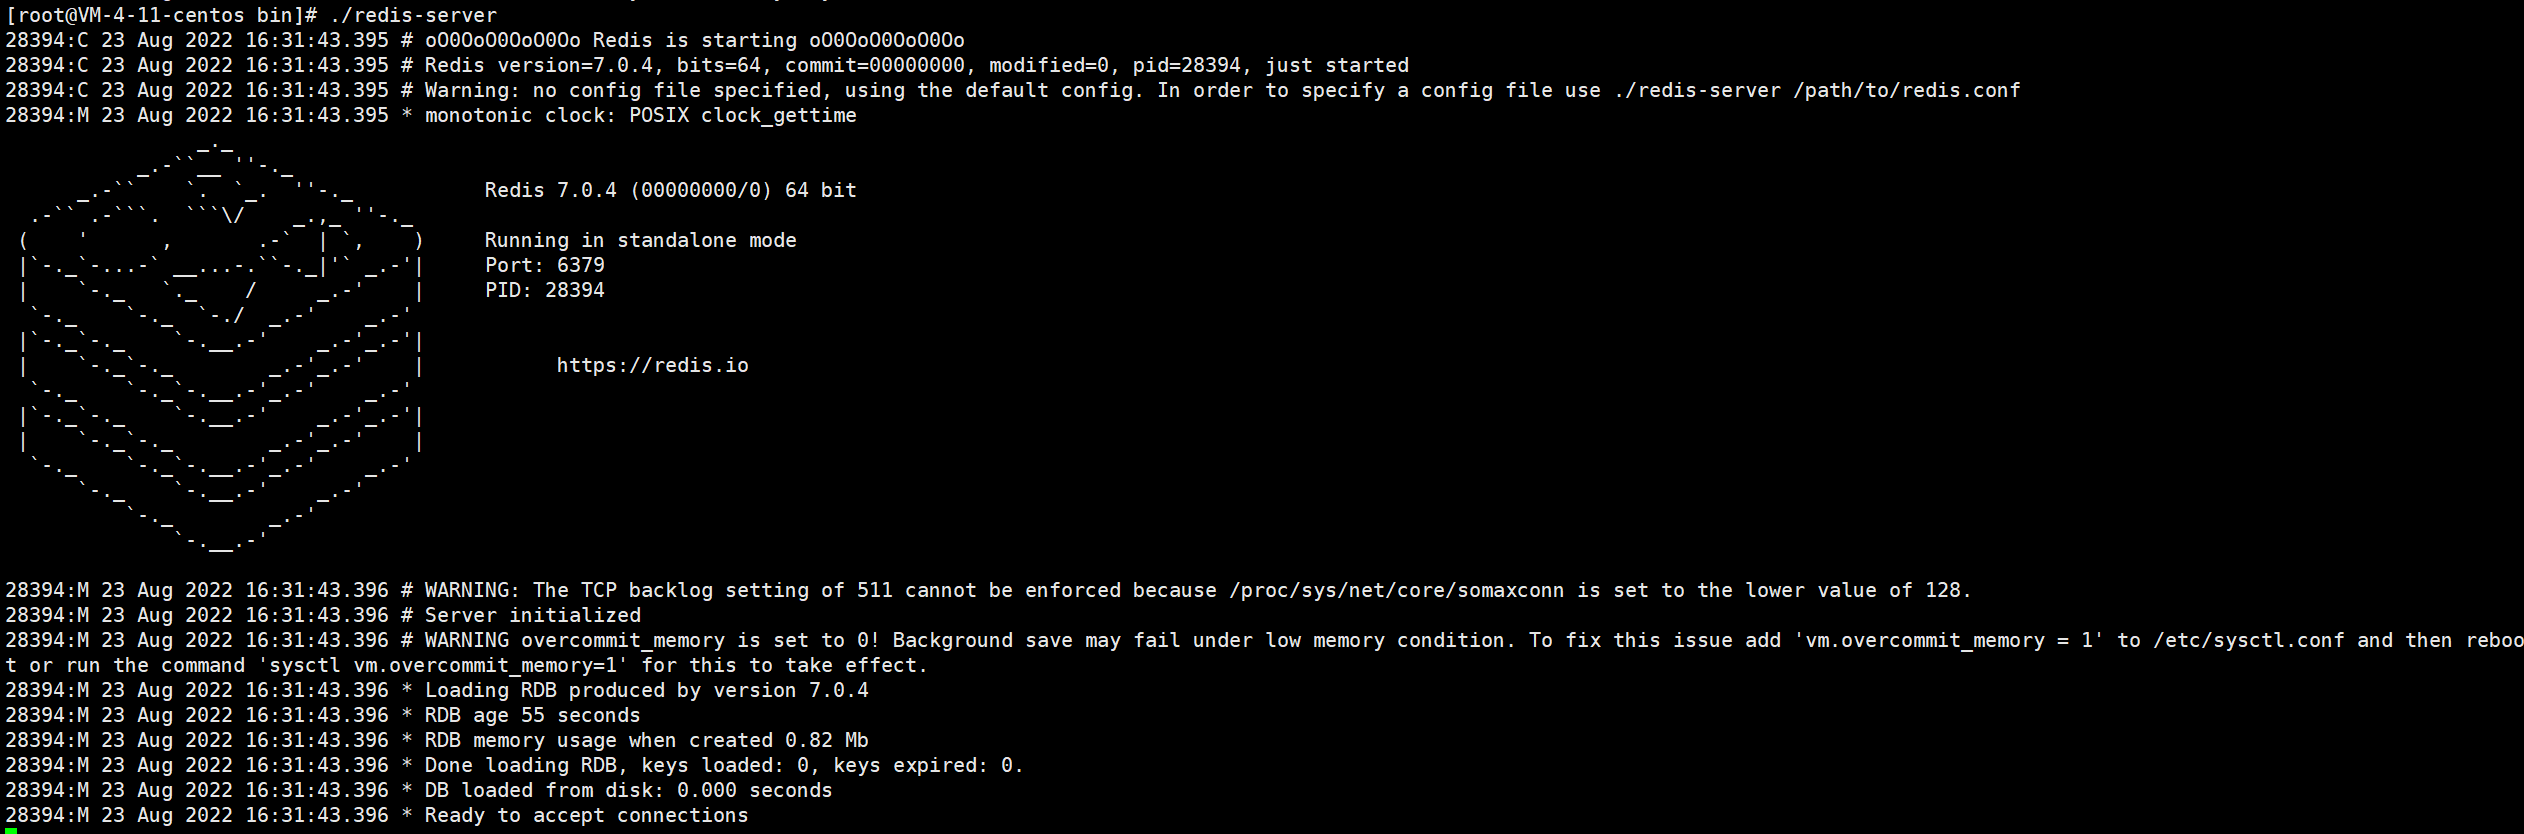 [root@VM-4-11-centos bin]# ./redis-server
28394:C 23 Aug 2022 16:31:43.395 # oO0OoO0OoO0Oo Redis is starting oO0OoO0OoO0Oo
28394:C 23 Aug 2022 16:31:43.395 # Redis version=7.0.4, bits=64, commit=00000000, modified=0, pid=28394, just started
28394:C 23 Aug 2022 16:31:43.395 # Warning: no config file specified, using the default config. In order to specify a config file use ./redis-server /path/to/redis.conf
28394:M 23 Aug 2022 16:31:43.395 * monotonic clock: POSIX clock_gettime
Redis 7.0.4 (00000000/0) 64 bit
Running in standalone mode
Port: 6379
PID: 28394
https://redis.io
28394:M 23 Aug 2022 16:31:43.396 # WARNING: The TCP backlog setting of 511 cannot be enforced because /proc/sys/net/core/somaxconn is set to the lower value of 128.
28394:M 23 Aug 2022 16:31:43.396 # Server initialized
28394:M 23 Aug 2022 16:31:43.396 # WARNING overcommit_memory is set to 0! Background save may fail under low memory condition. To fix this issue add 'vm.overcommit_memory = 1' to /etc/sysctl.conf and then reboo
t or run the command 'sysctl vm.overcommit_memory=1' for this to take effect.
28394:M 23 Aug 2022 16:31:43.396 * Loading RDB produced by version 7.0.4
28394:M 23 Aug 2022 16:31:43.396 * RDB age 55 seconds
28394:M 23 Aug 2022 16:31:43.396 * RDB memory usage when created 0.82 Mb
28394:M 23 Aug 2022 16:31:43.396 * Done loading RDB, keys loaded: 0, keys expired: 0.
28394:M 23 Aug 2022 16:31:43.396 * DB loaded from disk: 0.000 seconds
28394:M 23 Aug 2022 16:31:43.396 * Ready to accept connections